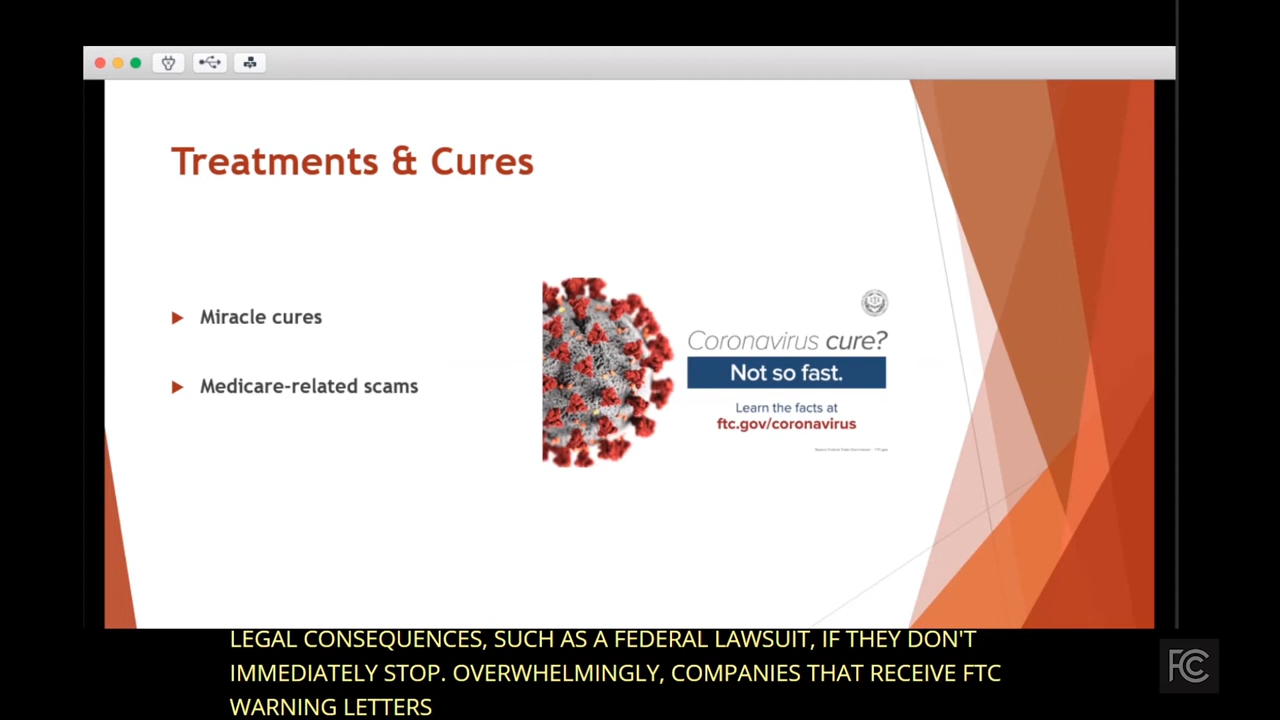 Treatments & Cures
Miracle cures
Medicare-related scams
Coronavirus cure?
Not so fast.
Learn the facts at
ftc.gov/coronavirus
LEGAL CONSEQUENCES, SUCH AS A FEDERAL LAWSUIT, IF THEY DON'T
IMMEDIATELY STOP. OVERWHELMINGLY, COMPANIES THAT RECEIVE FTC
WARNING LETTERS
FCC